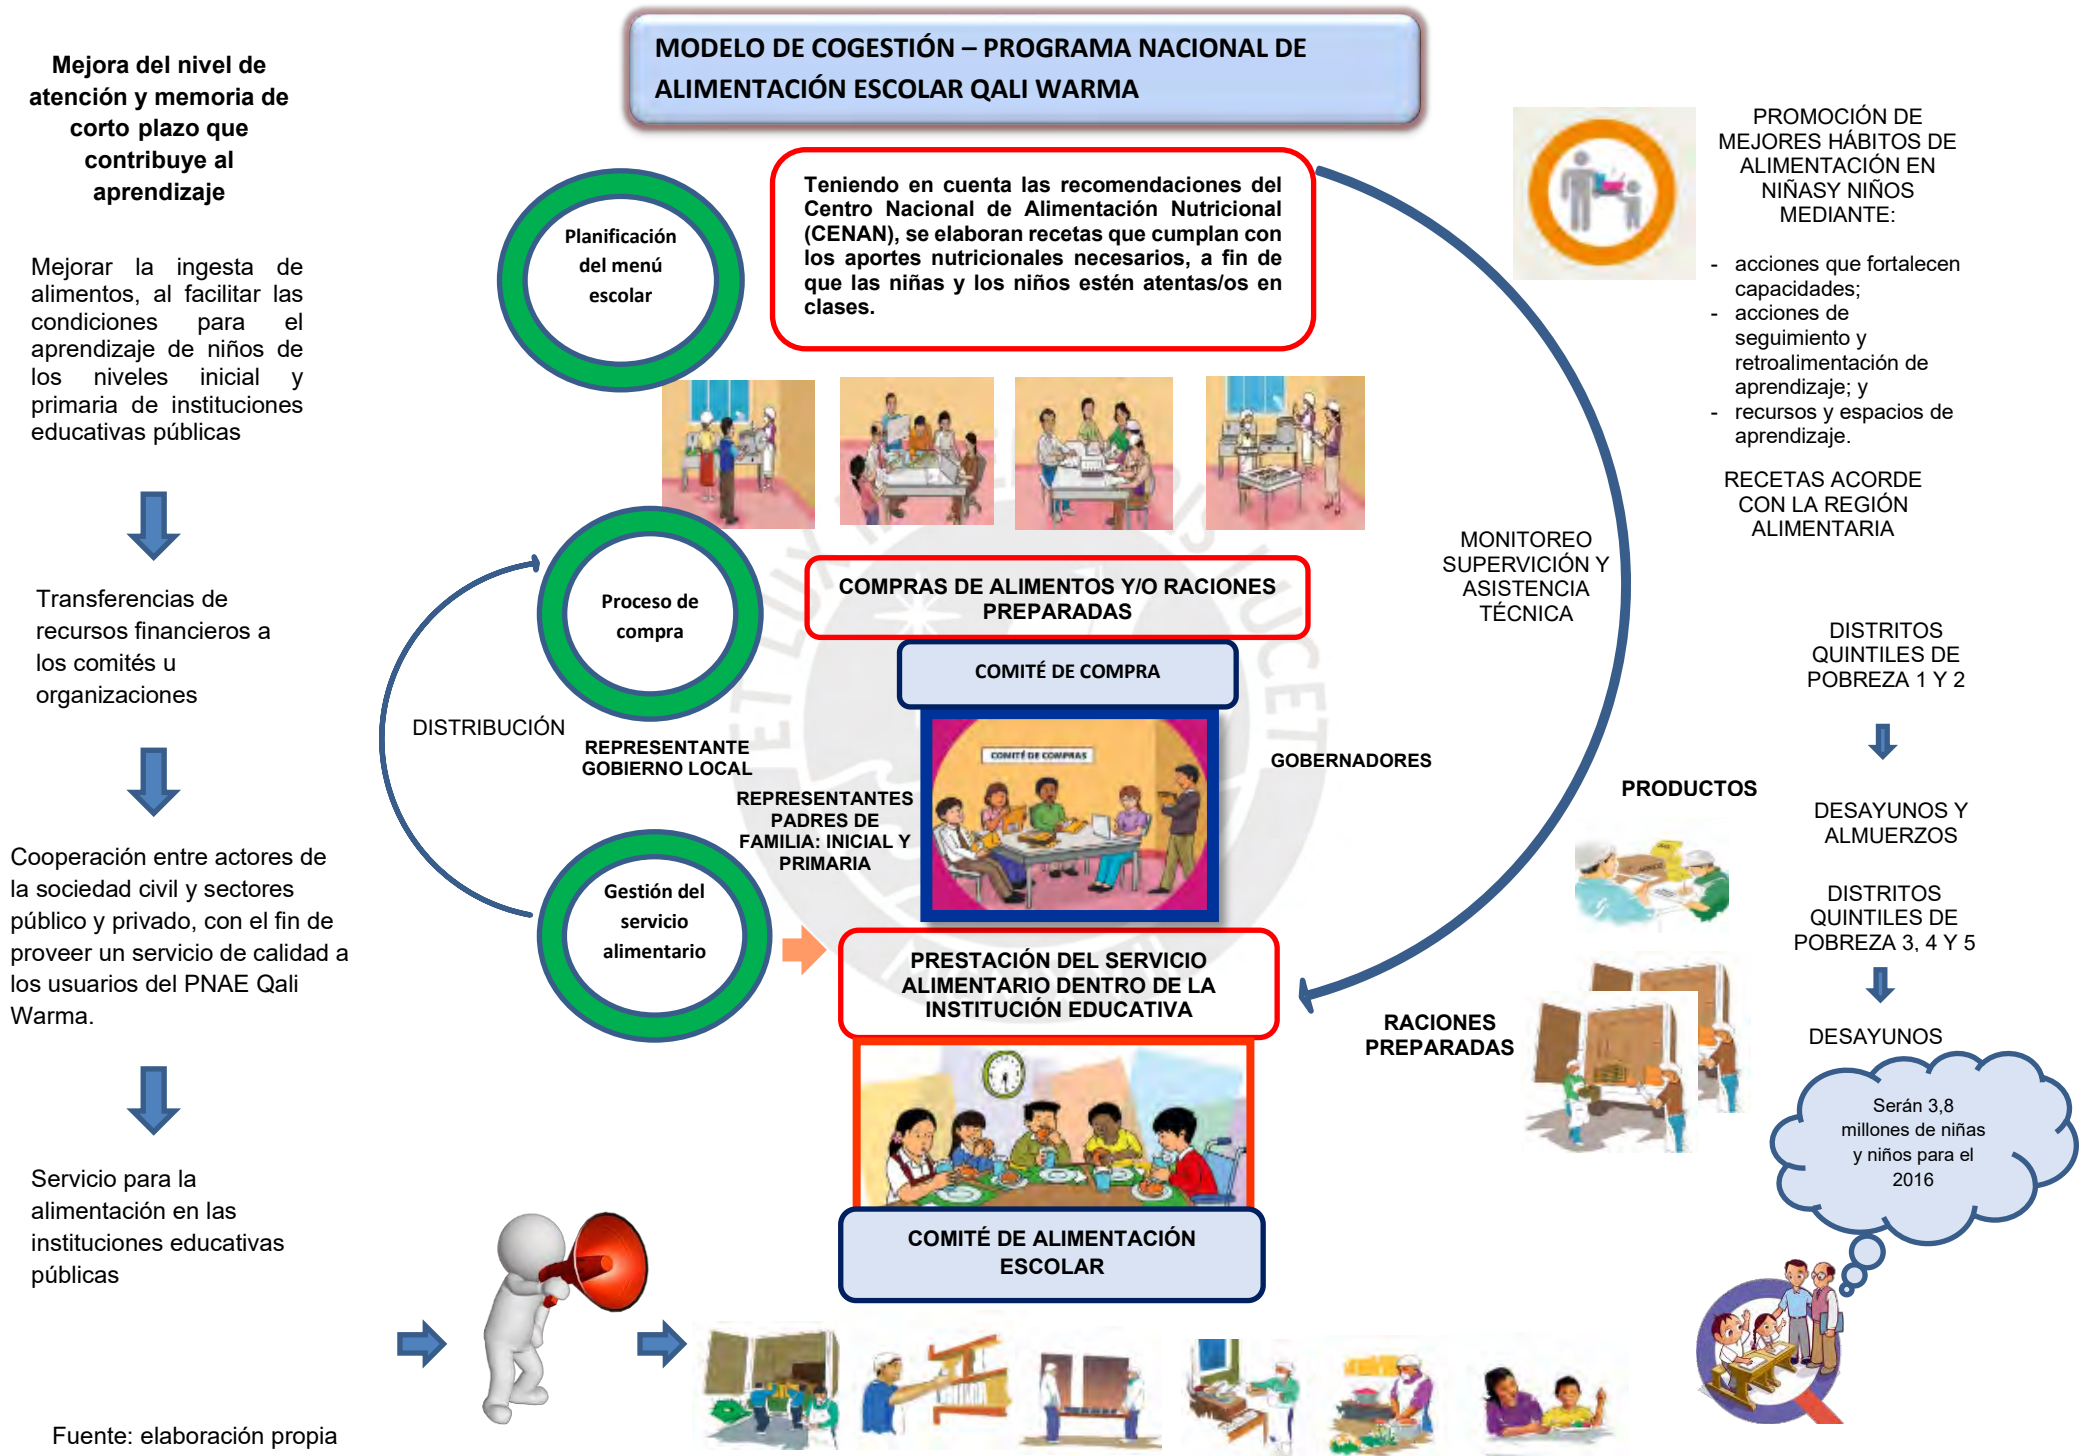 MODELO DE COGESTIÓN – PROGRAMA NACIONAL DE
ALIMENTACIÓN ESCOLAR QALI WARMA
Mejora del nivel de
atención y memoria de
corto plazo que
contribuye al
aprendizaje
Mejorar la ingesta de
alimentos, al facilitar las
condiciones para el
aprendizaje de niños de
los niveles inicial y
primaria de instituciones
educativas públicas
Transferencias de
recursos financieros a
los comités u
organizaciones
Cooperación entre actores de
la sociedad civil y sectores
público y privado, con el fin de
proveer un servicio de calidad a
los usuarios del PNAE Qali
Warma.
Servicio para la
alimentación en las
instituciones educativas
públicas
Planificación
del menú
escolar
Teniendo en cuenta las recomendaciones del
Centro Nacional de Alimentación Nutricional
(CENAN), se elaboran recetas que cumplan con
los aportes nutricionales necesarios, a fin de
que las niñas y los niños estén atentas/os en
clases.
Proceso de
compra
COMPRAS DE ALIMENTOS Y/O RACIONES
PREPARADAS
COMITÉ DE COMPRA
COMITÉ DE COMPRAS
DISTRIBUCIÓN
REPRESENTANTE
GOBIERNO LOCAL
REPRESENTANTES
PADRES DE
FAMILIA: INICIAL Y
PRIMARIA
GOBERNADORES
Gestión del
servicio
alimentario
PRESTACIÓN DEL SERVICIO
ALIMENTARIO DENTRO DE LA
INSTITUCIÓN EDUCATIVA
COMITÉ DE ALIMENTACIÓN
ESCOLAR
MONITOREO
SUPERVISIÓN Y
ASISTENCIA
TÉCNICA
PROMOCIÓN DE
MEJORES HÁBITOS DE
ALIMENTACIÓN EN
NIÑASY NIÑOS
MEDIANTE:
- acciones que fortalecen
capacidades;
- acciones de
seguimiento y
retroalimentación de
aprendizaje; y
- recursos y espacios de
aprendizaje.
RECETAS ACORDE
CON LA REGIÓN
ALIMENTARIA
DISTRITOS
QUINTILES DE
POBREZA 1 Y 2
DESAYUNOS Y
ALMUERZOS
DISTRITOS
QUINTILES DE
POBREZA 3, 4 Y 5
DESAYUNOS
PRODUCTOS
RACIONES
PREPARADAS
Serán 3,8
millones de niñas
y niños para el
2016
Fuente: elaboración propia